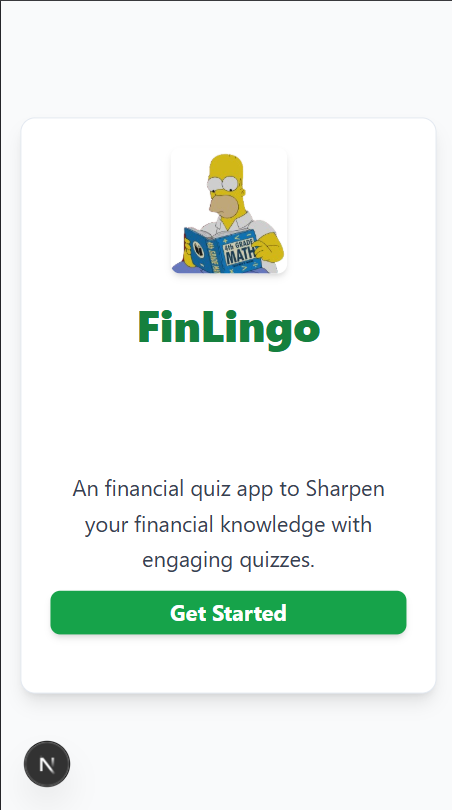 4TH GRADE
MATH
FinLingo
An financial quiz app to Sharpen
your financial knowledge with
engaging quizzes.
Get Started
N